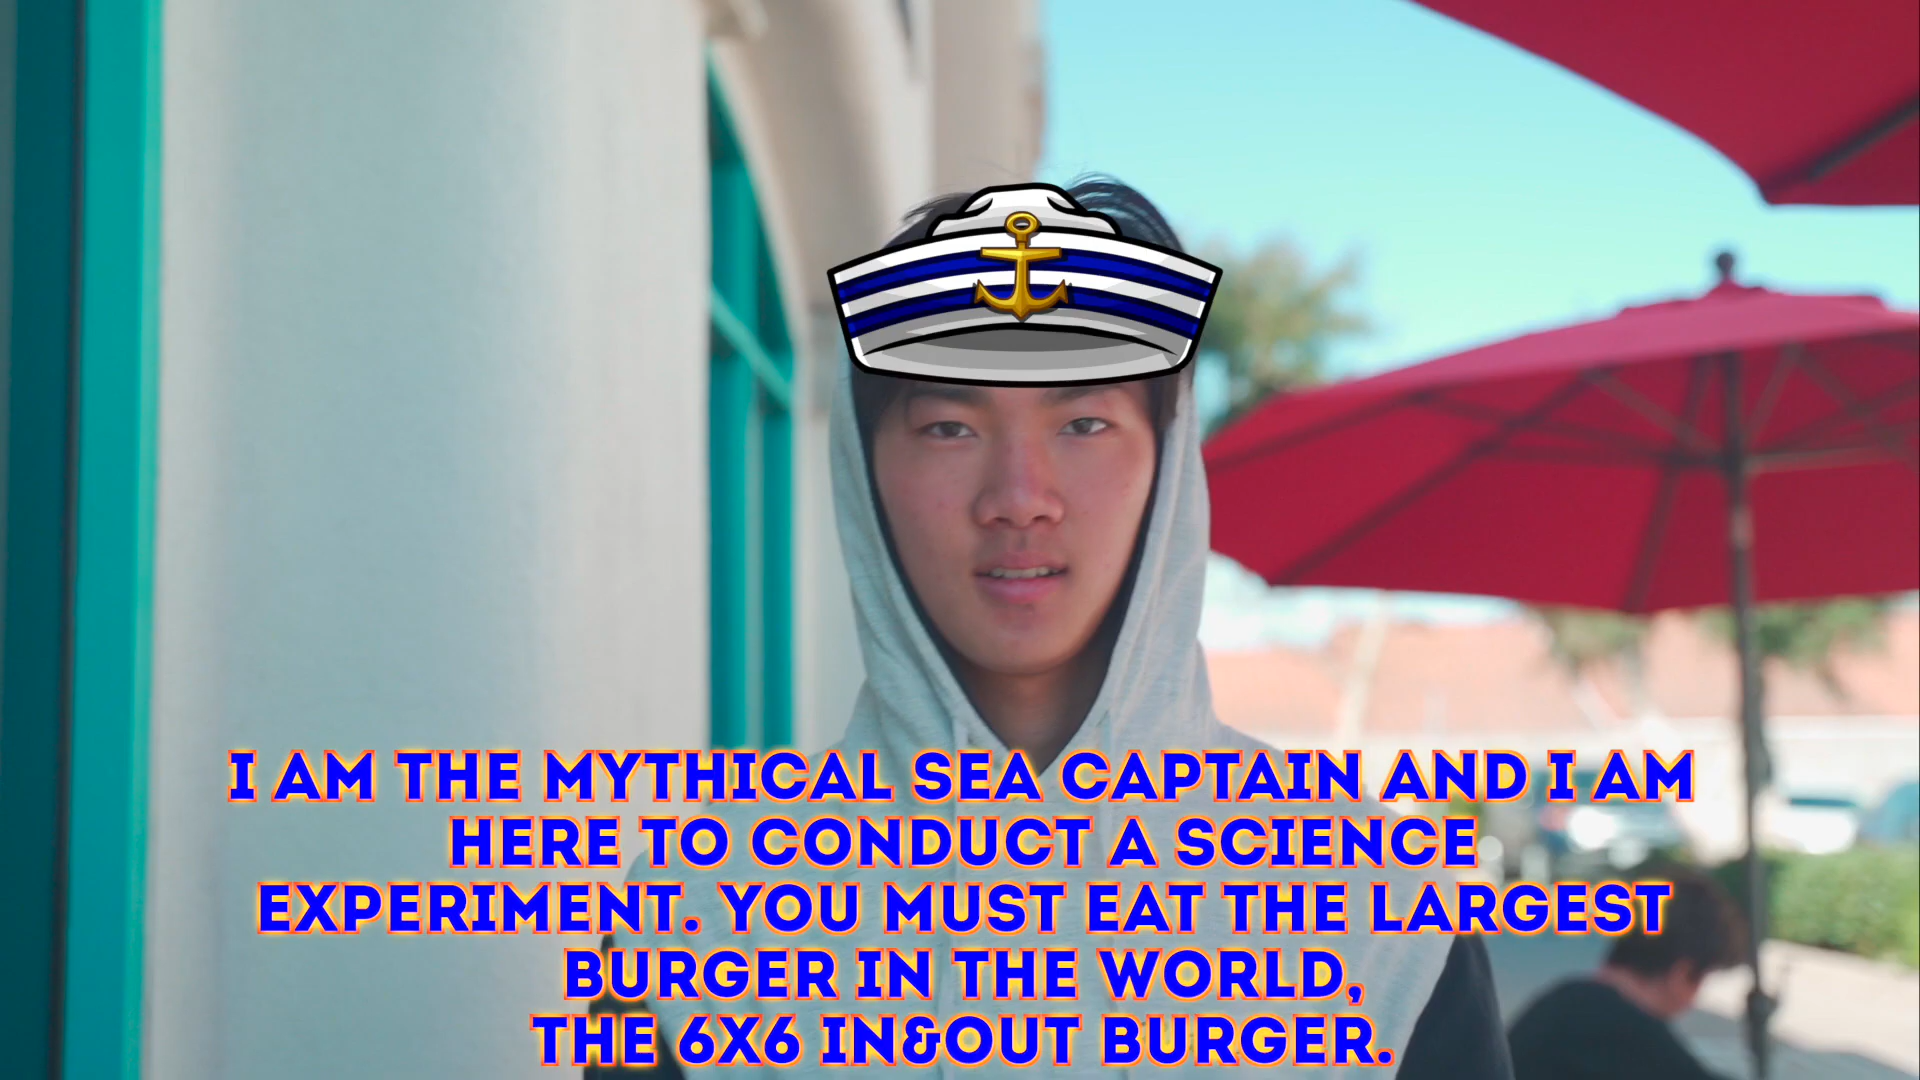 I AM THE MYTHICAL SEA CAPTAIN AND I AM
HERE TO CONDUCT A SCIENCE
EXPERIMENT. YOU MUST EAT THE LARGEST
BURGER IN THE WORLD,
THE 6X6 IN&OUT BURGER.